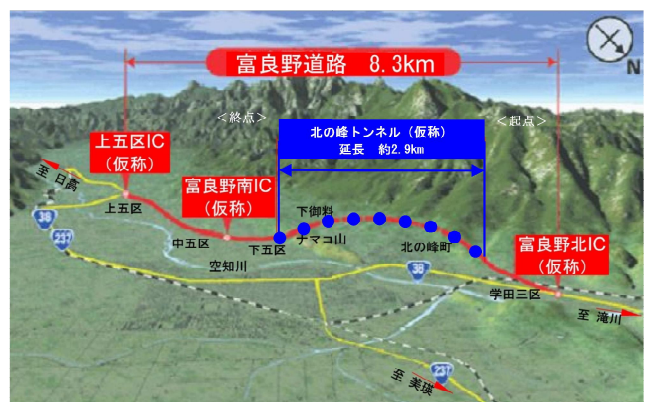 富良野道路 8.3km
N
＜終点＞
北の峰トンネル（仮称）
延長 約2.9km
＜起点＞
上五区IC
（仮称）
至 日高
富良野南IC
（仮称）
上五区
38
237
中五区
下五区
下御料
ナマコ山
北の峰町
富良野北IC
（仮称）
空知川
38
学田三区
至 滝川
237
至 美瑛